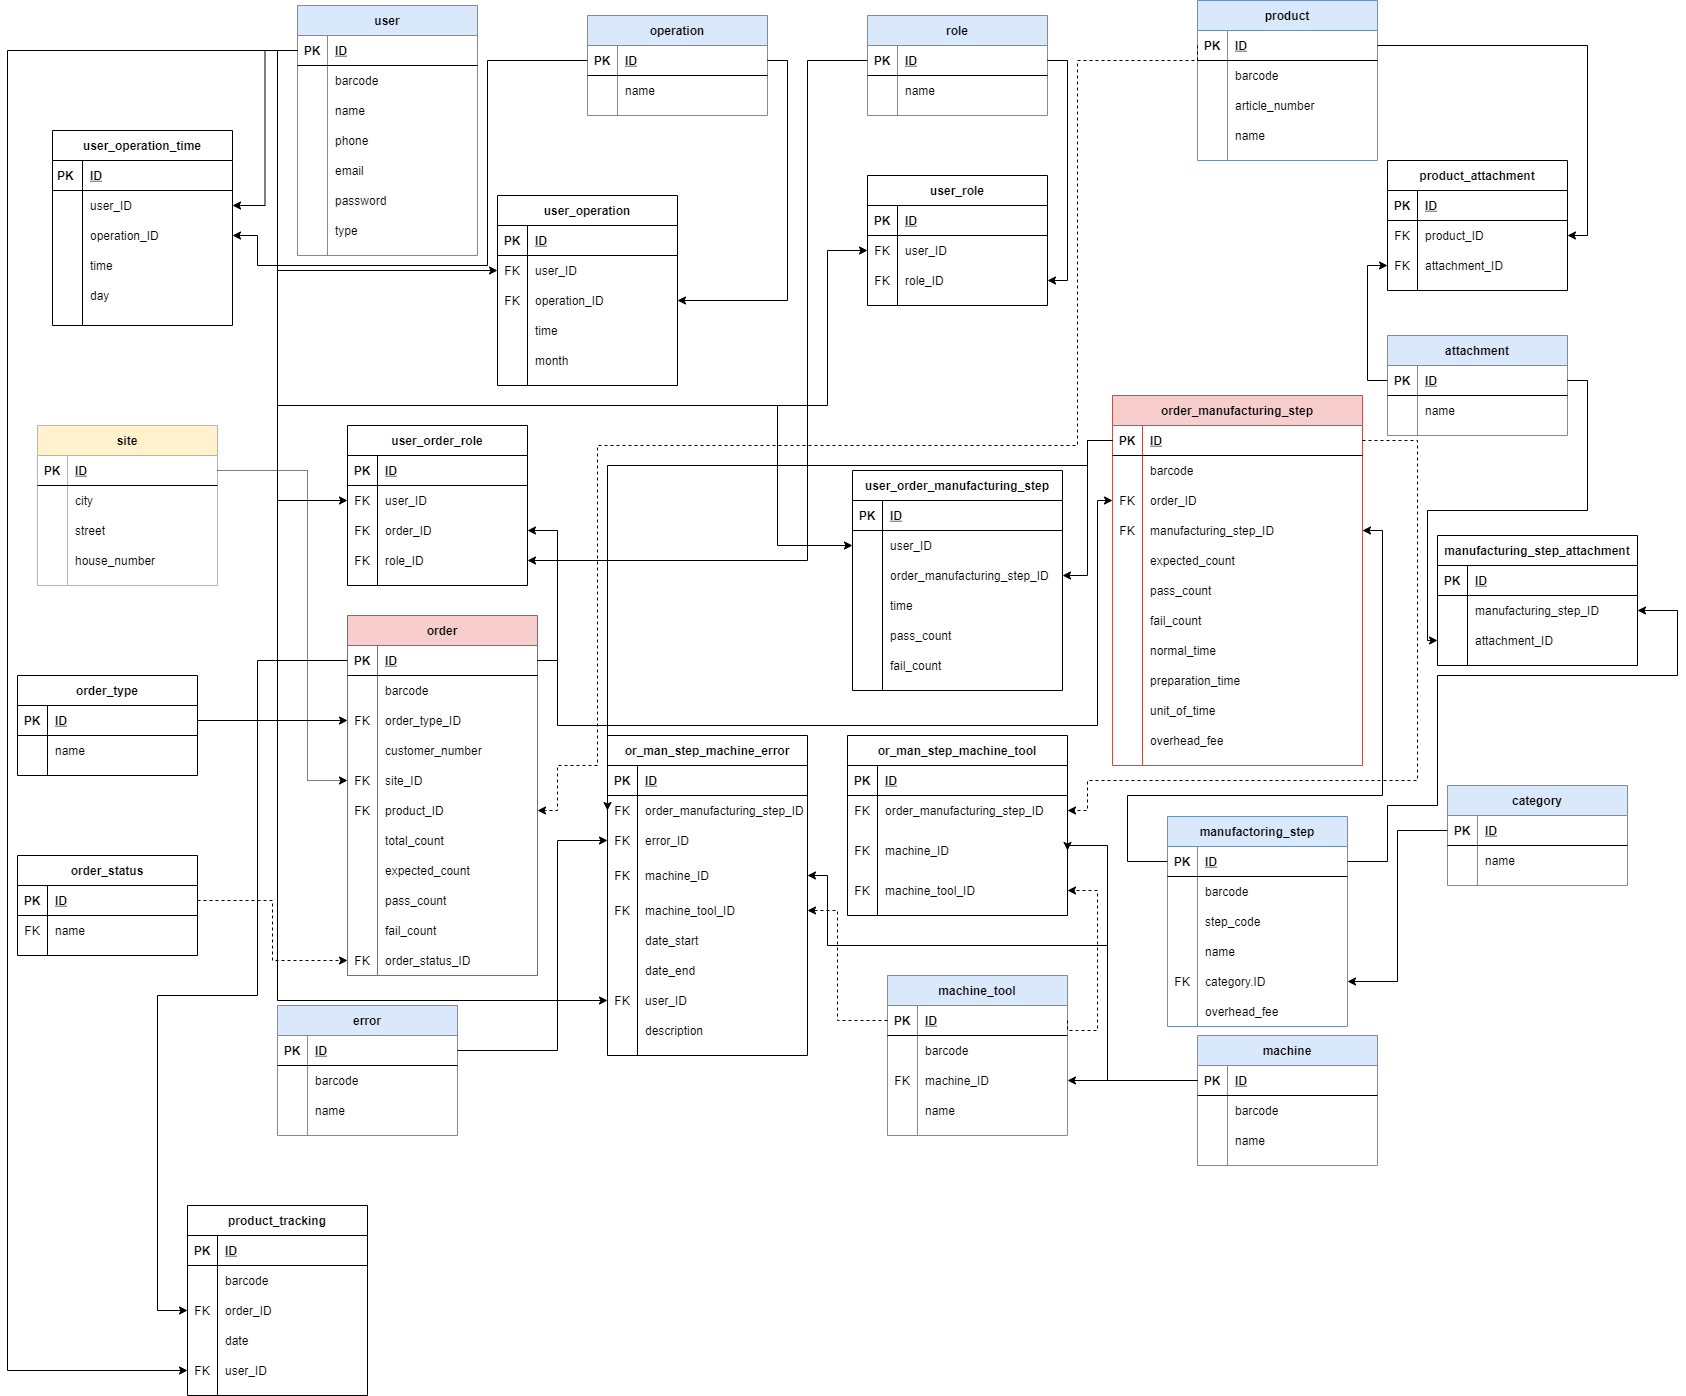 user
PK ID
barcode
name
phone
email
password
type
operation
PK ID
name
role
PK ID
name
product
PK ID
barcode
article_number
name
user_operation_time
PK ID
user_ID
operation_ID
time
day
user_operation
PK ID
FK user_ID
FK operation_ID
time
month
user_role
PK ID
FK user_ID
FK role_ID
product_attachment
PK ID
FK product_ID
FK attachment_ID
attachment
PK ID
name
site
PK ID
city
street
house_number
user_order_role
PK ID
FK user_ID
FK order_ID
FK role_ID
user_order_manufacturing_step
PK ID
user_ID
order_manufacturing_step_ID
time
pass_count
fail_count
order_manufacturing_step
PK ID
barcode
FK order_ID
FK manufacturing_step_ID
expected_count
pass_count
fail_count
normal_time
preparation_time
unit_of_time
overhead_fee
manufacturing_step_attachment
PK ID
manufacturing_step_ID
attachment_ID
order_type
PK ID
name
order
PK ID
barcode
FK order_type_ID
customer_number
FK site_ID
FK product_ID
total_count
expected_count
pass_count
fail_count
FK order_status_ID
order_status
PK ID
FK name
or_man_step_machine_error
PK ID
FK order_manufacturing_step_ID
FK error_ID
FK machine_ID
FK machine_tool_ID
date_start
date_end
FK user_ID
description
or_man_step_machine_tool
PK ID
FK order_manufacturing_step_ID
FK machine_ID
FK machine_tool_ID
manufactoring_step
PK ID
barcode
step_code
name
FK category.ID
overhead_fee
category
PK ID
name
error
PK ID
barcode
name
machine_tool
PK ID
barcode
FK machine_ID
name
machine
PK ID
barcode
name
product_tracking
PK ID
barcode
FK order_ID
date
FK user_ID